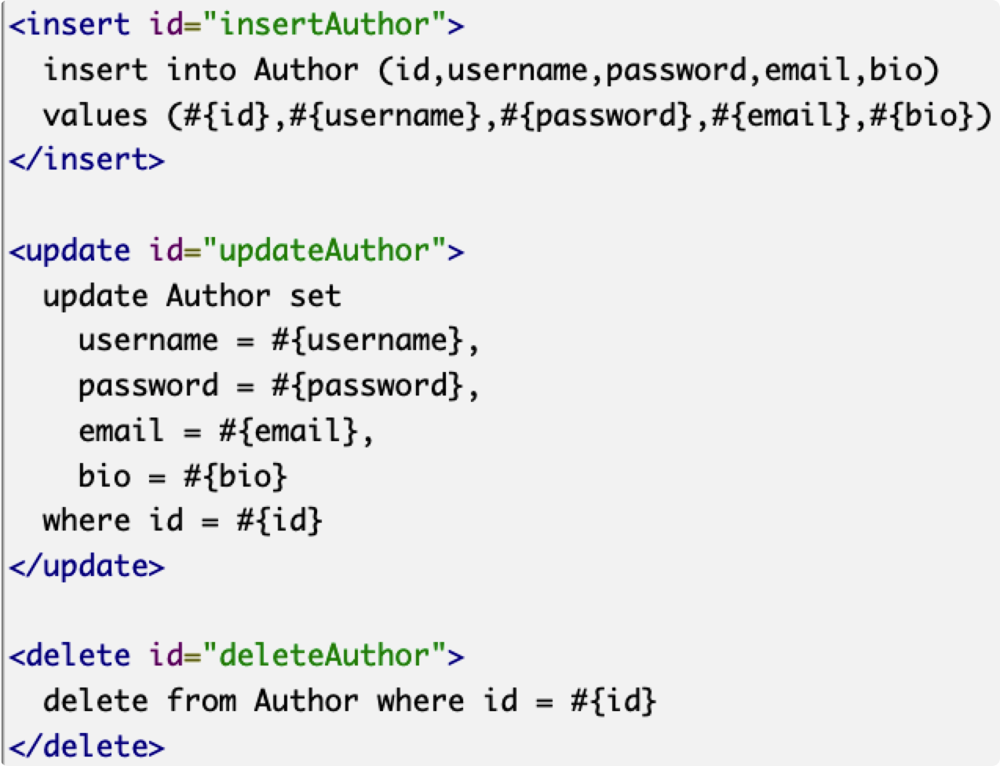 <insert id="insertAuthor">
  insert into Author (id,username,password,email,bio)
  values (#{id},#{username},#{password},#{email},#{bio})
</insert>

<update id="updateAuthor">
  update Author set
    username = #{username},
    password = #{password},
    email = #{email},
    bio = #{bio}
  where id = #{id}
</update>

<delete id="deleteAuthor">
  delete from Author where id = #{id}
</delete>